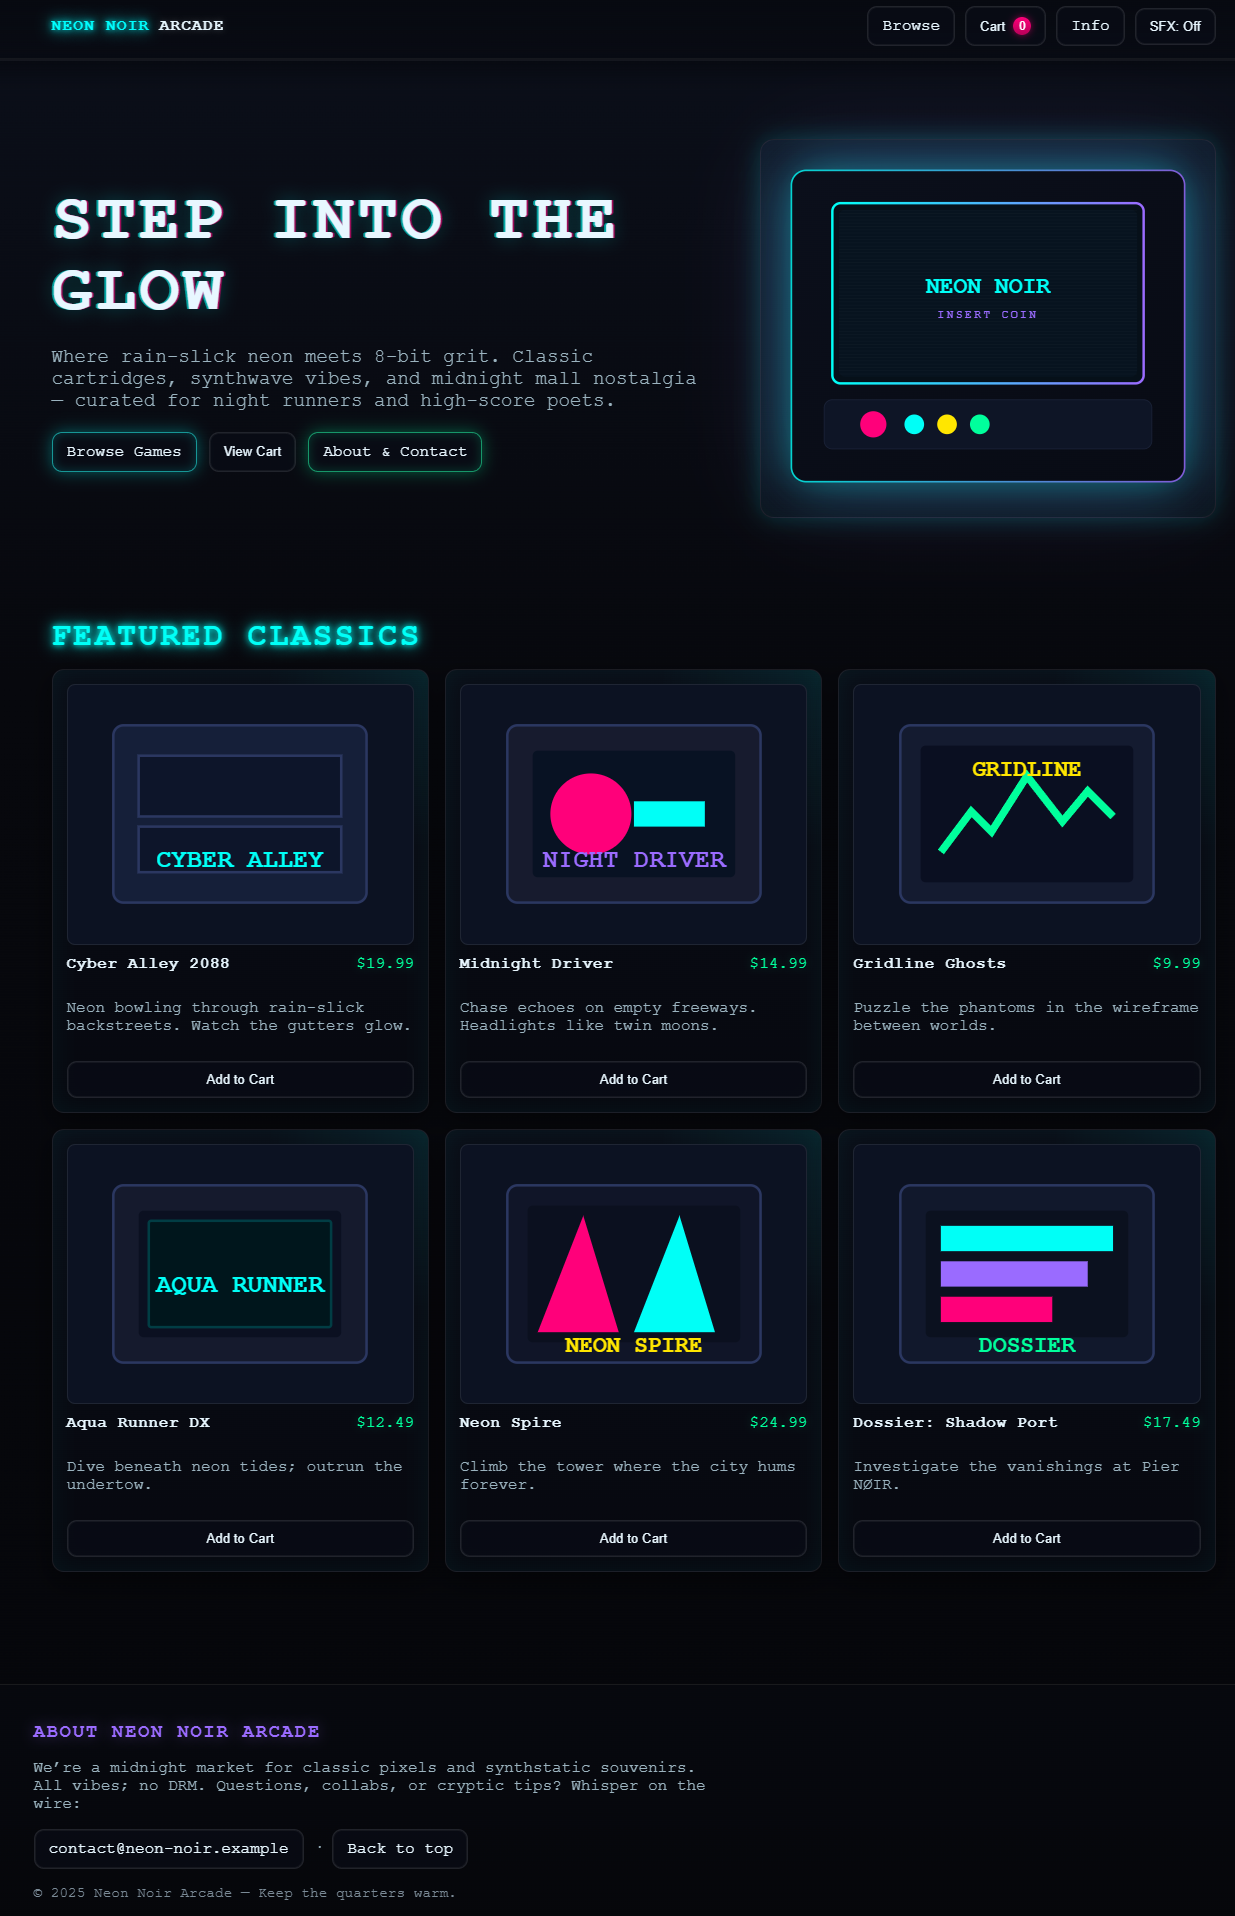 NEON NOIR ARCADE
Browse
Cart 0
Info
SFX: Off
STEP INTO THE
GLOW
Where rain-slick neon meets 8-bit grit. Classic
cartridges, synthwave vibes, and midnight mall nostalgia
— curated for night runners and high-score poets.
Browse Games
View Cart
About & Contact
NEON NOIR
INSERT COIN
FEATURED CLASSICS
CYBER ALLEY
Cyber Alley 2088 $19.99
Neon bowling through rain-slick
backstreets. Watch the gutters glow.
Add to Cart
NIGHT DRIVER
Midnight Driver $14.99
Chase echoes on empty freeways.
Headlights like twin moons.
Add to Cart
GRIDLINE
Gridline Ghosts $9.99
Puzzle the phantoms in the wireframe
between worlds.
Add to Cart
AQUA RUNNER
Aqua Runner DX $12.49
Dive beneath neon tides; outrun the
undertow.
Add to Cart
NEON SPIRE
Neon Spire $24.99
Climb the tower where the city hums
forever.
Add to Cart
DOSSIER
Dossier: Shadow Port $17.49
Investigate the vanishings at Pier
NØIR.
Add to Cart
ABOUT NEON NOIR ARCADE
We’re a midnight market for classic pixels and synthstatic souvenirs.
All vibes; no DRM. Questions, collabs, or cryptic tips? Whisper on the
wire:
contact@neon-noir.example · Back to top
© 2025 Neon Noir Arcade — Keep the quarters warm.